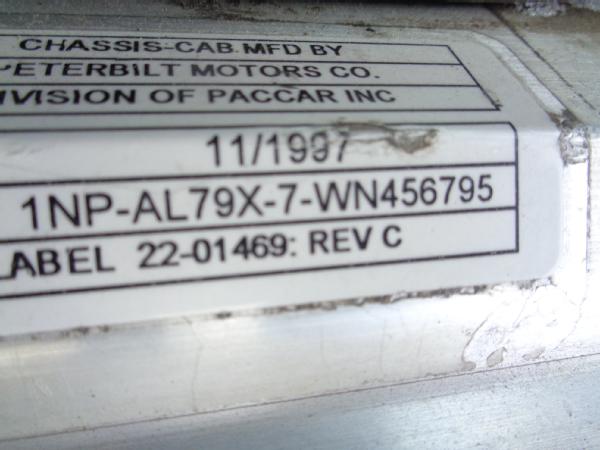 CHASSIS-CAB MFD BY
PETERBILT MOTORS CO.
DIVISION OF PACCAR INC
11/1997
1NP-AL79X-7-WN456795
LABEL 22-01469: REV C